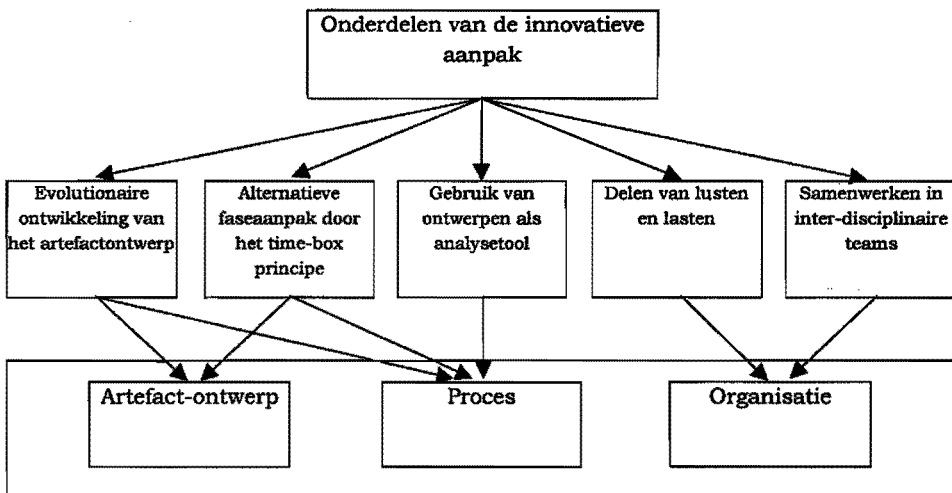 Onderdelen van de innovatieve
aanpak
Evolutionaire
ontwikkeling van
het artefactontwerp
Alternatieve
faseaanpak door
het time-box
principe
Gebruik van
ontwerpen als
analysetool
Delen van lusten
en lasten
Samenwerken in
inter-disciplinaire
teams
Artefact-ontwerp
Proces
Organisatie